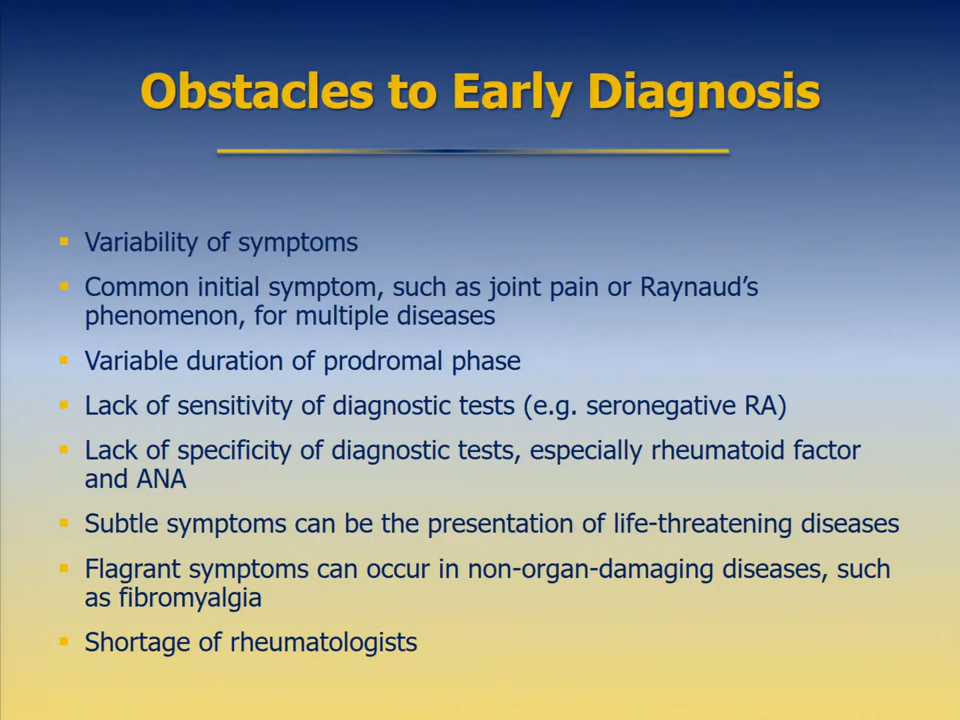 Obstacles to Early Diagnosis
▪ Variability of symptoms
▪ Common initial symptom, such as joint pain or Raynaud’s
phenomenon, for multiple diseases
▪ Variable duration of prodromal phase
▪ Lack of sensitivity of diagnostic tests (e.g. seronegative RA)
▪ Lack of specificity of diagnostic tests, especially rheumatoid factor
and ANA
▪ Subtle symptoms can be the presentation of life-threatening diseases
▪ Flagrant symptoms can occur in non-organ-damaging diseases, such
as fibromyalgia
▪ Shortage of rheumatologists